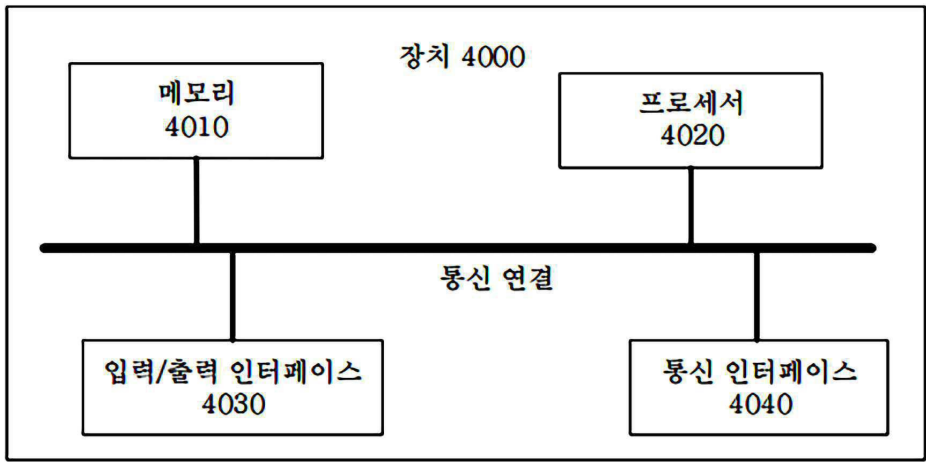 장치 4000
메모리
4010
프로세서
4020
통신 연결
입력/출력 인터페이스
4030
통신 인터페이스
4040